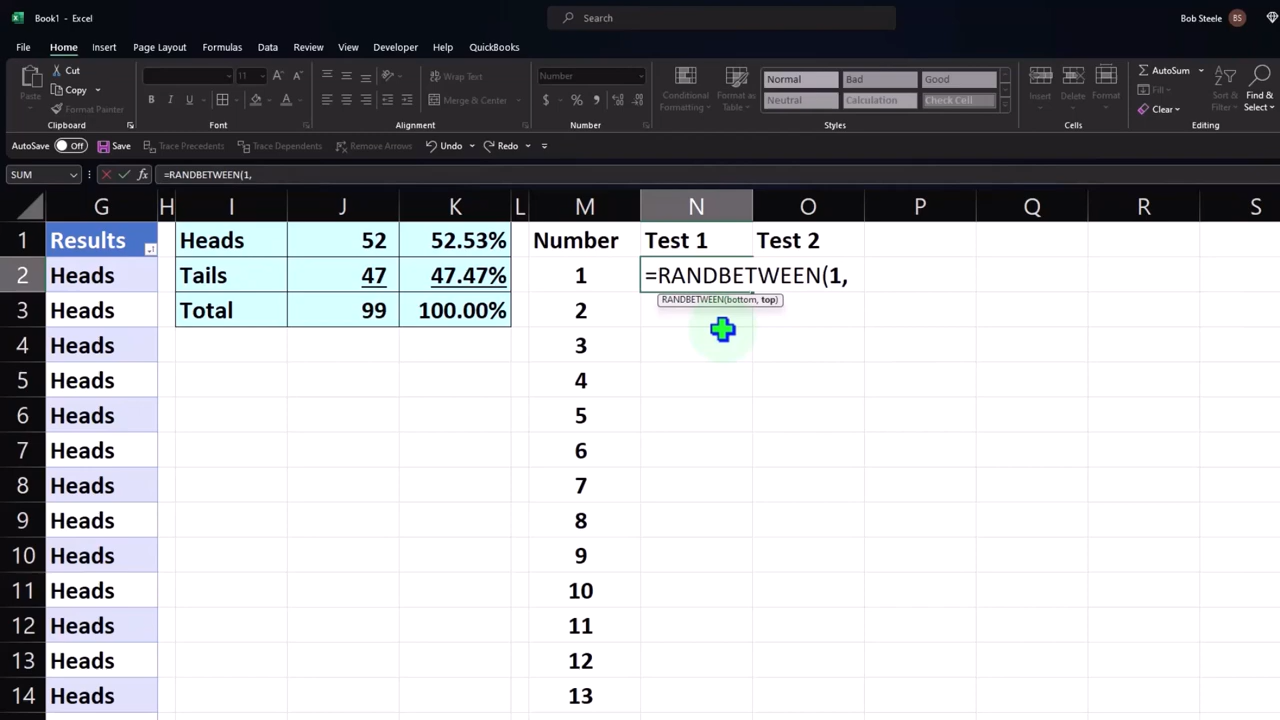 Book1 - Excel
Search
Bob Steele BS
File Home Insert Page Layout Formulas Data Review View Automate Developer Help QuickBooks
Paste
Cut
Copy
Format Painter
Clipboard
11
B I U
Font
Wrap Text
Merge & Center
Alignment
Number
$ % ,
Number
Conditional Formatting
Format as Table
Normal Bad Good
Neutral Calculation Check Cell
Styles
Insert Delete Format
Cells
AutoSum
Fill
Clear
Sort & Filter
Find & Select
Editing
AutoSave Off Save Trace Precedents Trace Dependents Remove Arrows Undo Redo
SUM fx =RANDBETWEEN(1,
G H I J K L M N O P Q R S
1 Results Heads 52 52.53% Number Test 1 Test 2
2 Heads Tails 47 47.47% 1 =RANDBETWEEN(1,
RANDBETWEEN(bottom, top)
3 Heads Total 99 100.00% 2
4 Heads 3
5 Heads 4
6 Heads 5
7 Heads 6
8 Heads 7
9 Heads 8
10 Heads 9
11 Heads 10
12 Heads 11
13 Heads 12
14 Heads 13